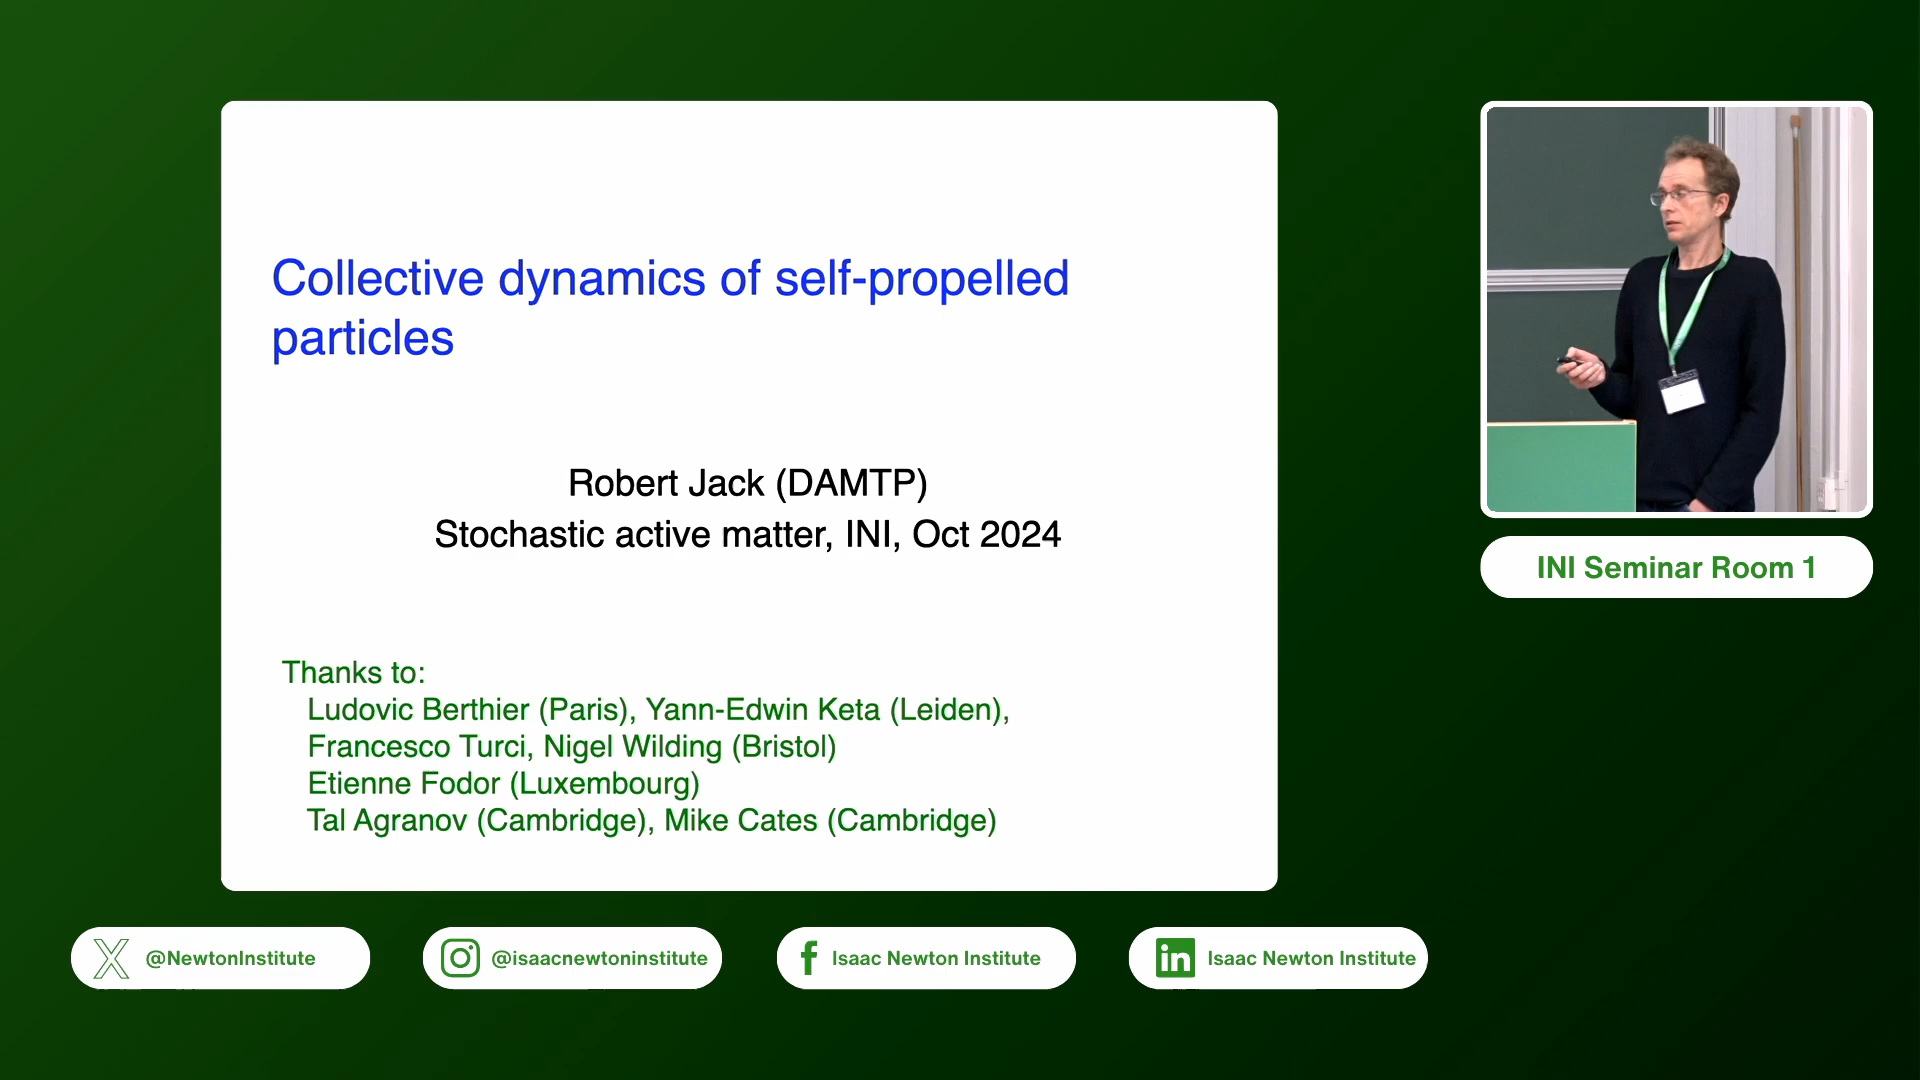 Collective dynamics of self-propelled
particles
Robert Jack (DAMTP)
Stochastic active matter, INI, Oct 2024
Thanks to:
Ludovic Berthier (Paris), Yann-Edwin Keta (Leiden),
Francesco Turci, Nigel Wilding (Bristol)
Etienne Fodor (Luxembourg)
Tal Agranov (Cambridge), Mike Cates (Cambridge)
INI Seminar Room 1
@NewtonInstitute
@isaacnewtoninstitute
Isaac Newton Institute
Isaac Newton Institute